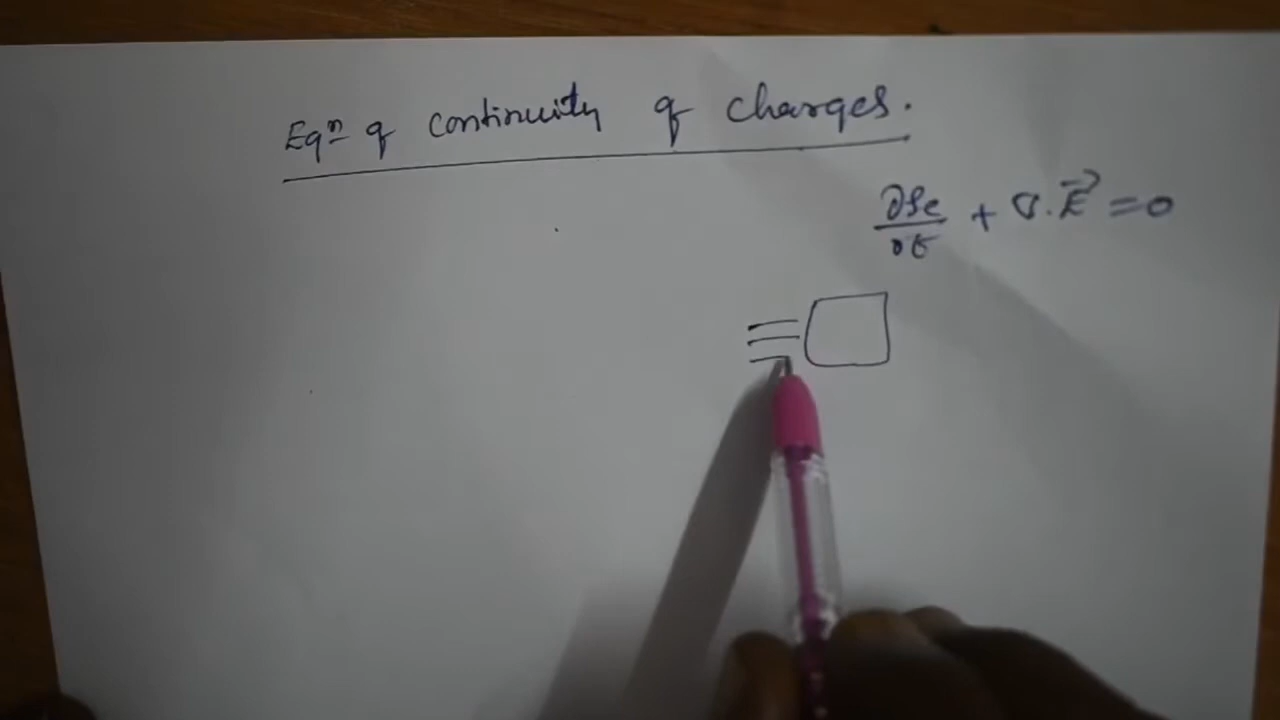 Eqn of continuity of charges.
∂ρe/∂t + ∇.E⃗ = 0